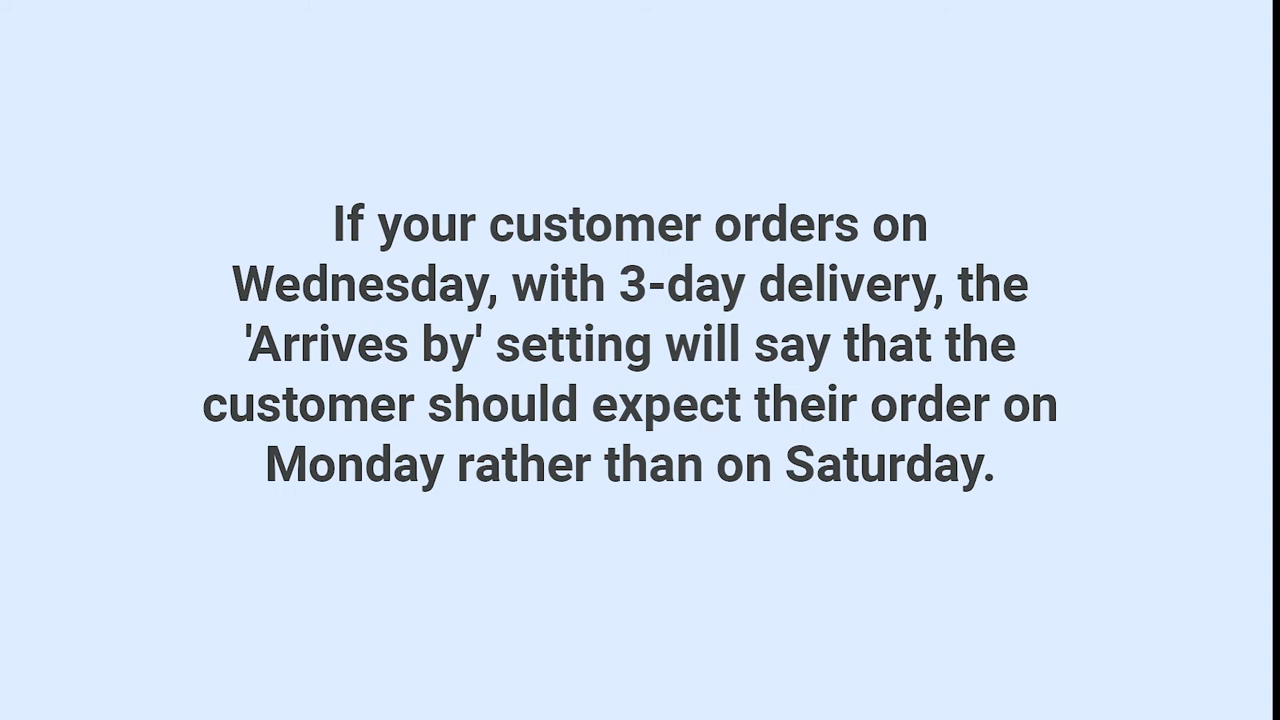 If your customer orders on
Wednesday, with 3-day delivery, the
'Arrives by' setting will say that the
customer should expect their order on
Monday rather than on Saturday.